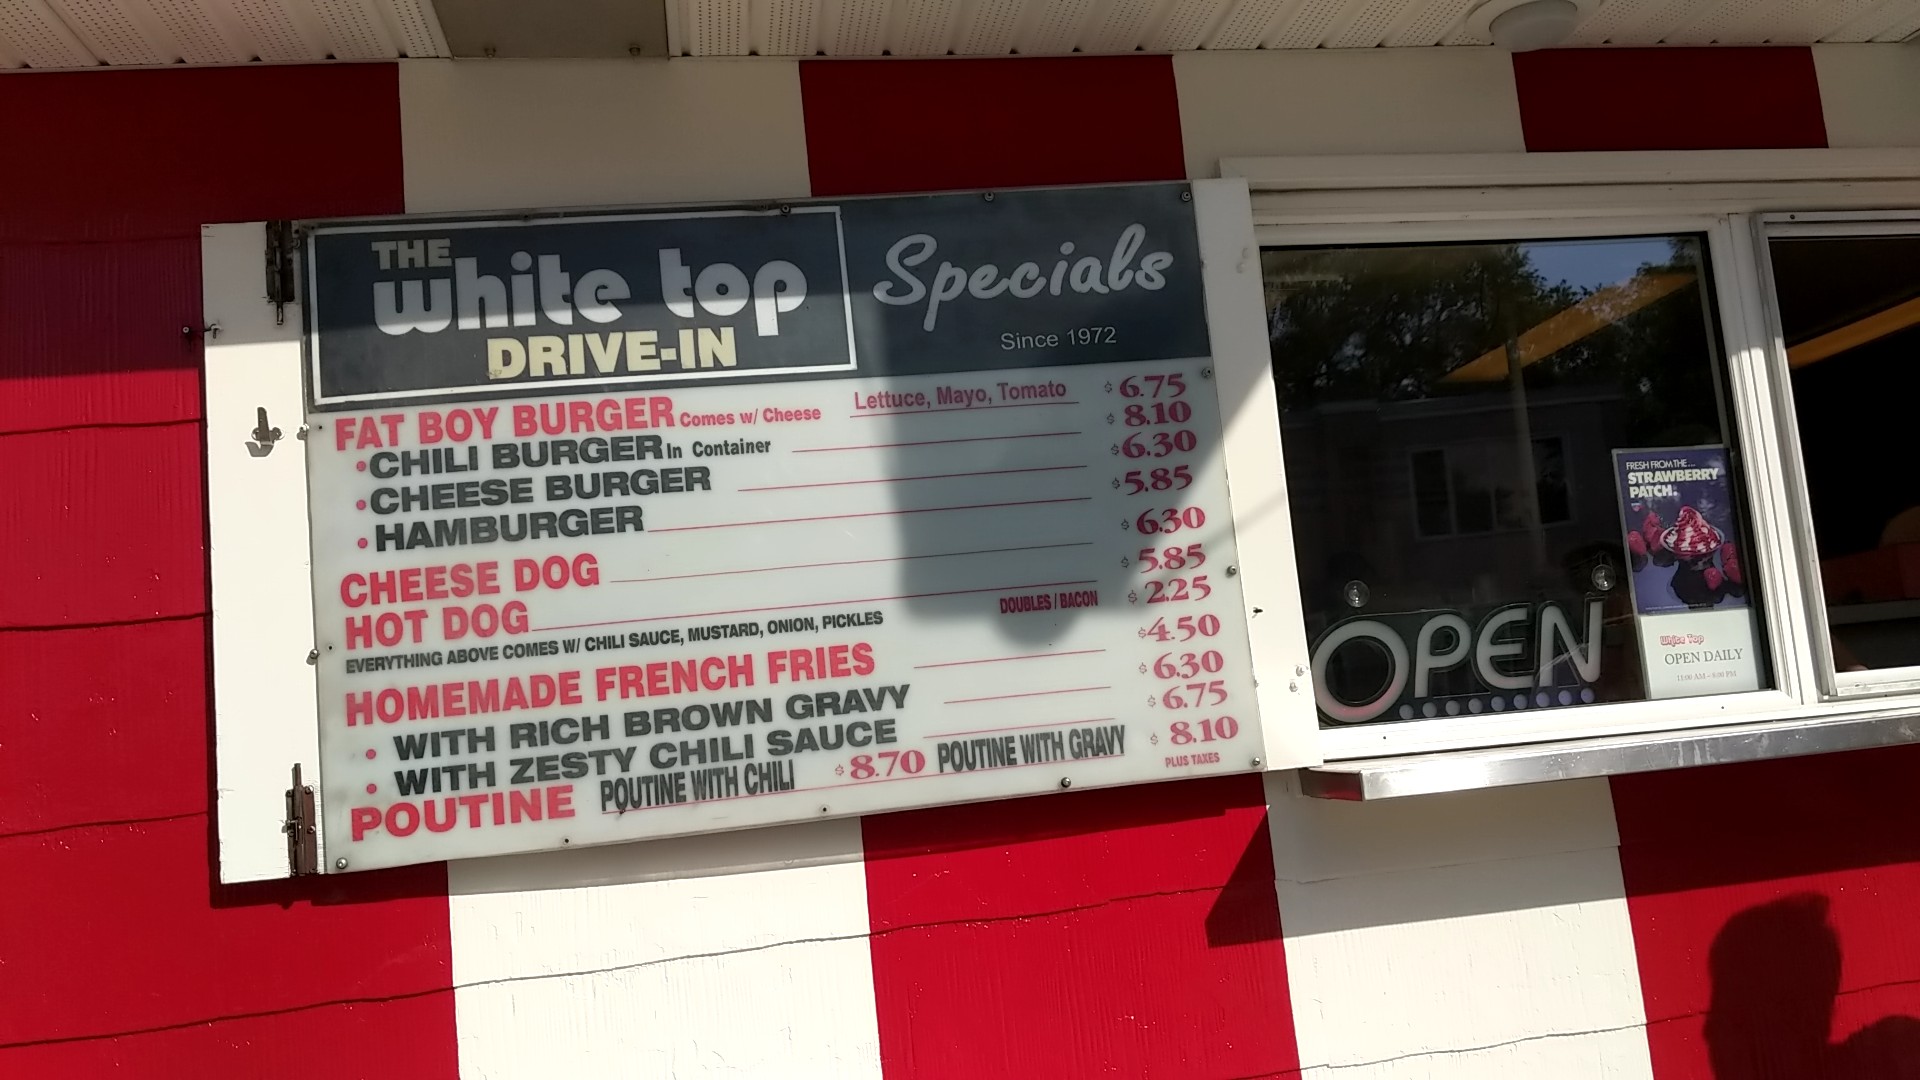 THE
white top
DRIVE-IN
Specials
Since 1972
FAT BOY BURGER Comes w/ Cheese Lettuce, Mayo, Tomato $ 6.75
• CHILI BURGER In Container $ 8.10
• CHEESE BURGER $ 6.30
• HAMBURGER $ 5.85
CHEESE DOG $ 6.30
HOT DOG $ 5.85
EVERYTHING ABOVE COMES W/ CHILI SAUCE, MUSTARD, ONION, PICKLES DOUBLES / BACON $ 2.25
HOMEMADE FRENCH FRIES $ 4.50
• WITH RICH BROWN GRAVY $ 6.30
• WITH ZESTY CHILI SAUCE $ 6.75
POUTINE POUTINE WITH CHILI $ 8.70 POUTINE WITH GRAVY $ 8.10
PLUS TAXES
FRESH FROM THE...
STRAWBERRY
PATCH.
OPEN
White Top
OPEN DAILY